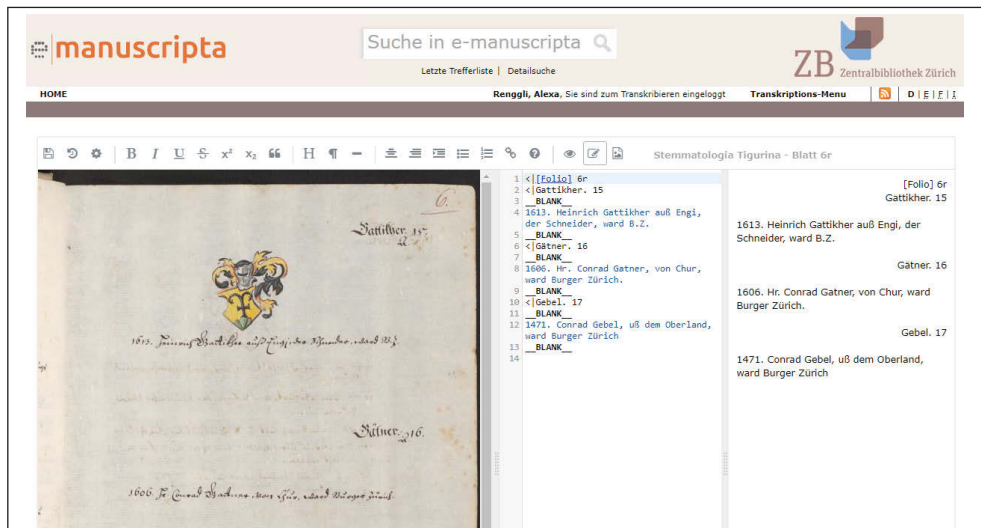 manuscripta
Suche in e-manuscripta
Letzte Trefferliste | Detailsuche
ZB Zentralbibliothek Zürich
HOME
Renggli, Alexa, Sie sind zum Transkribieren eingeloggt
Transkriptions-Menu
D | E | F | I
B I U S x² x₂ H ¶
Stemmatologia Tigurina - Blatt 6r
6.
Gattikher. 15.
1613. Heinrich Gattikher auß Engi, der Schneider, ward B.Z.
Gätner. 16.
1606. Hr. Conrad Gatner, von Chur, ward Burger Zürich.
1 <|[Folio] 6r
2 <|Gattikher. 15
3 __BLANK__
4 1613. Heinrich Gattikher auß Engi,
der Schneider, ward B.Z.
5 __BLANK__
6 <|Gätner. 16
7 __BLANK__
8 1606. Hr. Conrad Gatner, von Chur,
ward Burger Zürich.
9 __BLANK__
10 <|Gebel. 17
11 __BLANK__
12 1471. Conrad Gebel, uß dem Oberland,
ward Burger Zürich
13 __BLANK__
14
[Folio] 6r
Gattikher. 15
1613. Heinrich Gattikher auß Engi, der
Schneider, ward B.Z.
Gätner. 16
1606. Hr. Conrad Gatner, von Chur, ward
Burger Zürich.
Gebel. 17
1471. Conrad Gebel, uß dem Oberland,
ward Burger Zürich